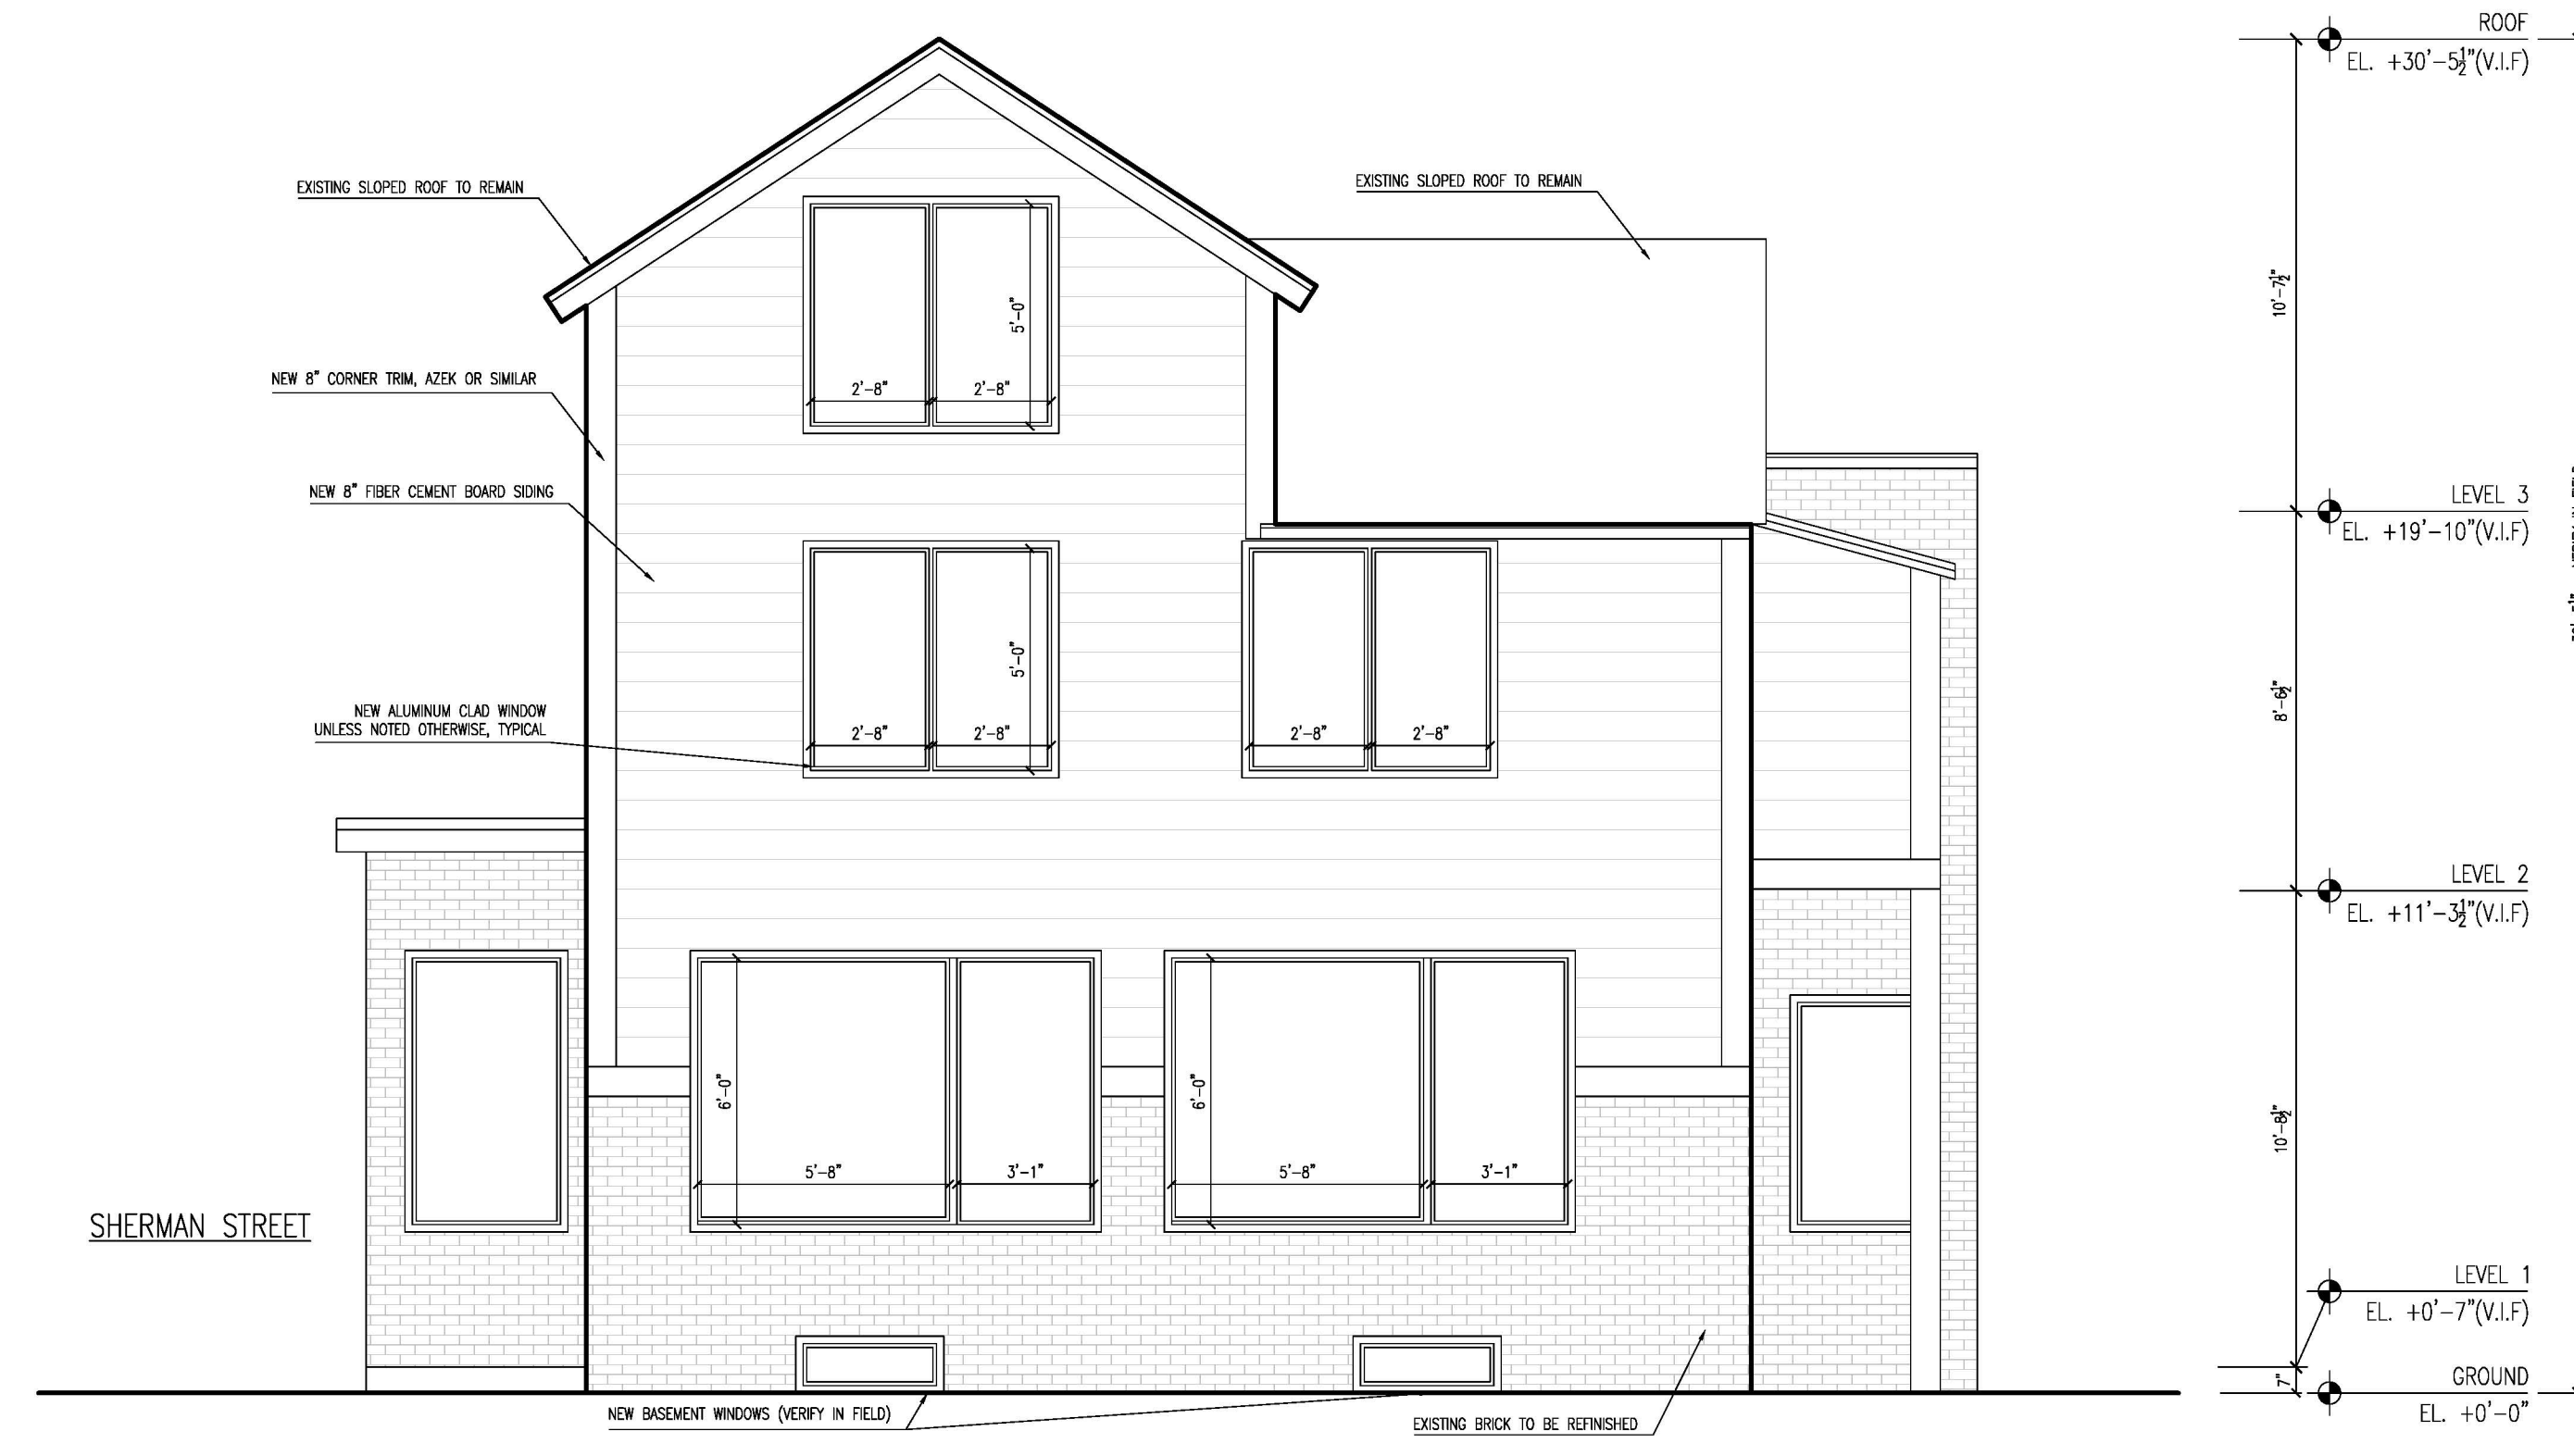 ROOF
EL. +30'-5½"(V.I.F)
EXISTING SLOPED ROOF TO REMAIN
EXISTING SLOPED ROOF TO REMAIN
10'-7½"
5'-0"
NEW 8" CORNER TRIM, AZEK OR SIMILAR
2'-8" 2'-8"
NEW 8" FIBER CEMENT BOARD SIDING
LEVEL 3
EL. +19'-10"(V.I.F)
5'-0"
8'-6½"
NEW ALUMINUM CLAD WINDOW
UNLESS NOTED OTHERWISE, TYPICAL
2'-8" 2'-8" 2'-8" 2'-8"
LEVEL 2
EL. +11'-3½"(V.I.F)
6'-0" 6'-0"
10'-8½"
5'-8" 3'-1" 5'-8" 3'-1"
SHERMAN STREET
LEVEL 1
EL. +0'-7"(V.I.F)
7"
GROUND
EL. +0'-0"
NEW BASEMENT WINDOWS (VERIFY IN FIELD)
EXISTING BRICK TO BE REFINISHED